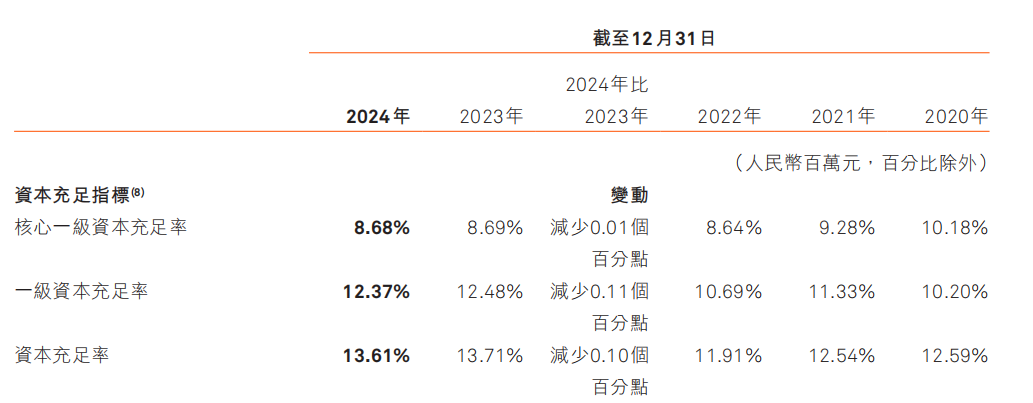 截至12月31日
2024年比
2024年 2023年 2023年 2022年 2021年 2020年
（人民幣百萬元，百分比除外）
資本充足指標(8) 變動
核心一級資本充足率 8.68% 8.69% 減少0.01個 8.64% 9.28% 10.18%
百分點
一級資本充足率 12.37% 12.48% 減少0.11個 10.69% 11.33% 10.20%
百分點
資本充足率 13.61% 13.71% 減少0.10個 11.91% 12.54% 12.59%
百分點